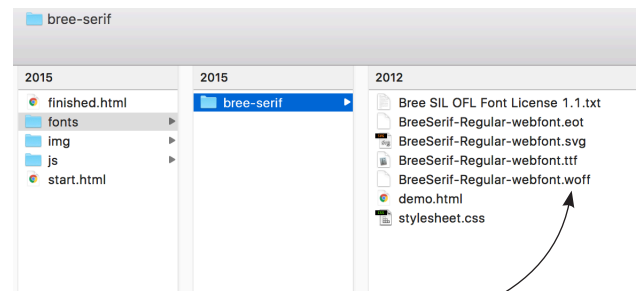 bree-serif
2015
finished.html
fonts
img
js
start.html
2015
bree-serif
2012
Bree SIL OFL Font License 1.1.txt
BreeSerif-Regular-webfont.eot
BreeSerif-Regular-webfont.svg
BreeSerif-Regular-webfont.ttf
BreeSerif-Regular-webfont.woff
demo.html
stylesheet.css